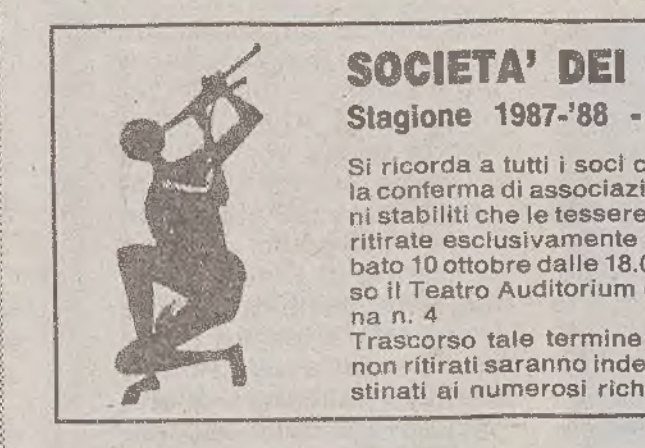 SOCIETA' DEI
Stagione 1987-'88 -
Si ricorda a tutti i soci c
la conferma di associazi
ni stabiliti che le tessere
ritirate esclusivamente
bato 10 ottobre dalle 18.0
so il Teatro Auditorium
na n. 4
Trascorso tale termine
non ritirati saranno inde
stinati ai numerosi rich